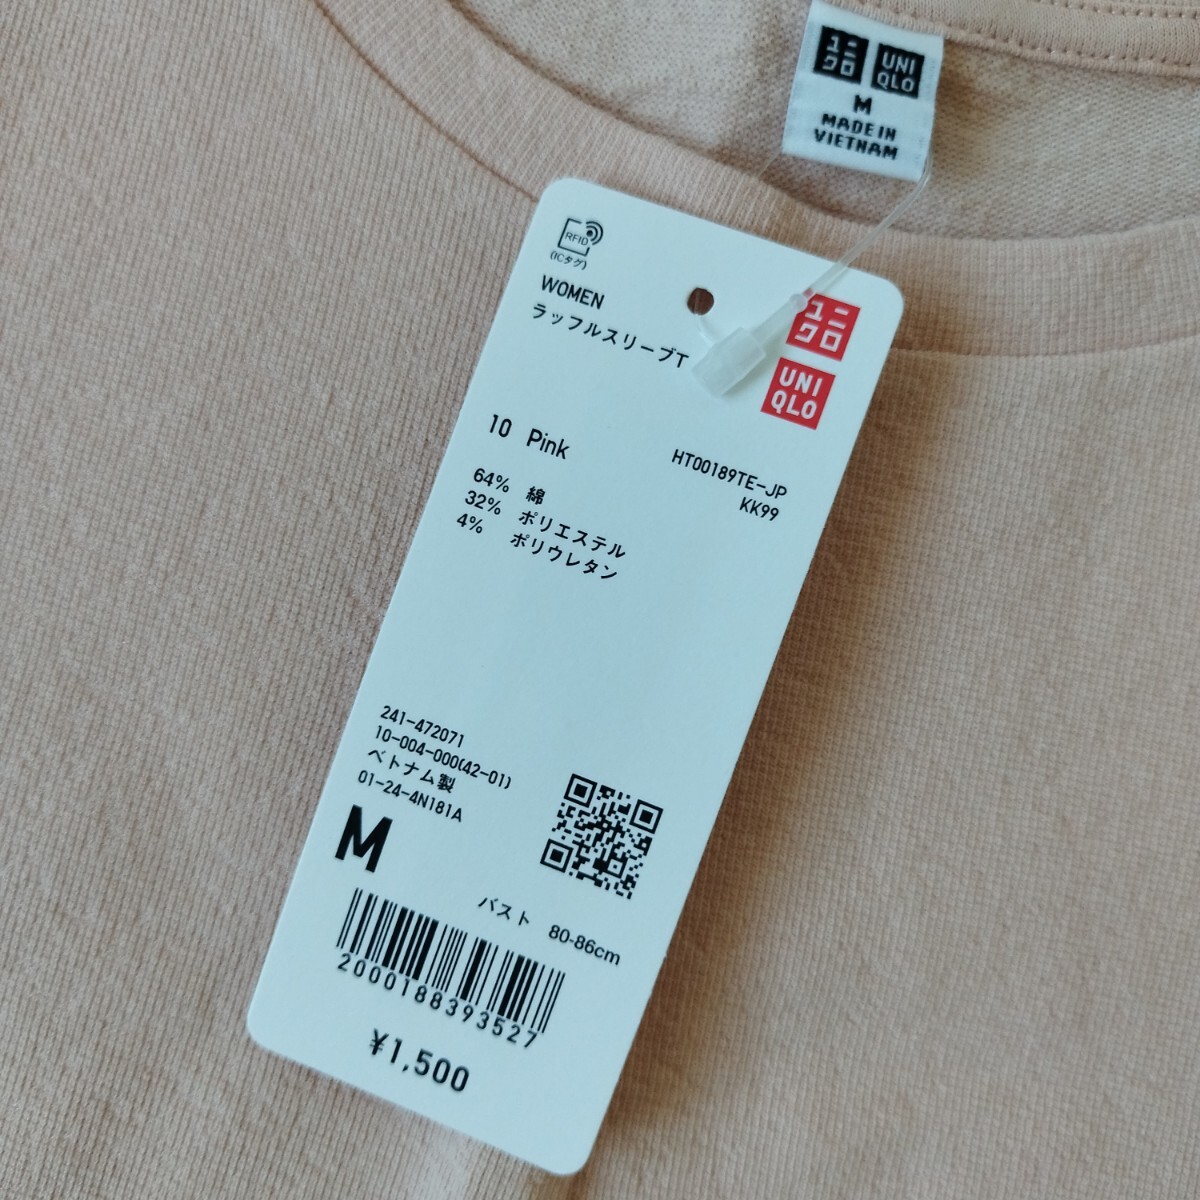 ユニ
クロ
UNI
QLO
M
MADE IN
VIETNAM
RFID
(ICタグ)
WOMEN
ラッフルスリーブT
ユニ
クロ
UNI
QLO
10 Pink
HT00189TE-JP
KK99
64% 綿
32% ポリエステル
4% ポリウレタン
241-472071
10-004-000(42-01)
ベトナム製
01-24-4N181A
M
バスト 80-86cm
2000188393527
¥1,500